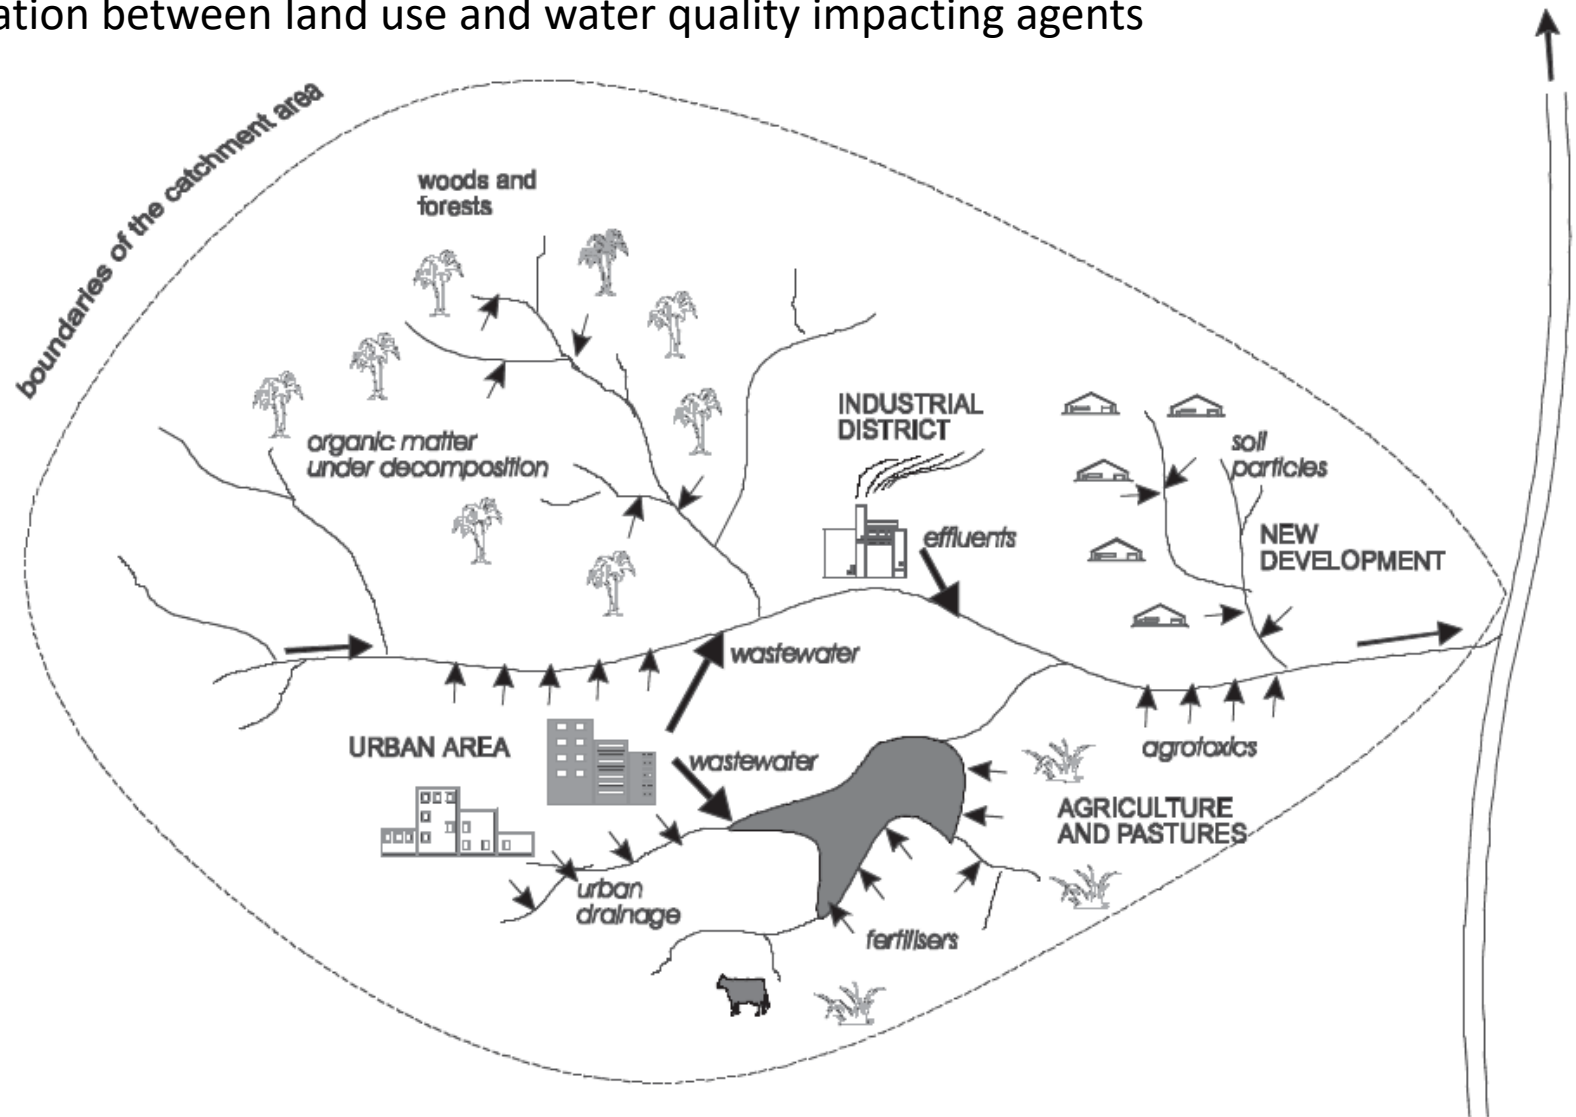 ation between land use and water quality impacting agents
boundaries of the catchment area
woods and
forests
organic matter
under decomposition
INDUSTRIAL
DISTRICT
effluents
soil
particles
NEW
DEVELOPMENT
wastewater
URBAN AREA
wastewater
agrotoxics
AGRICULTURE
AND PASTURES
urban
drainage
fertilisers